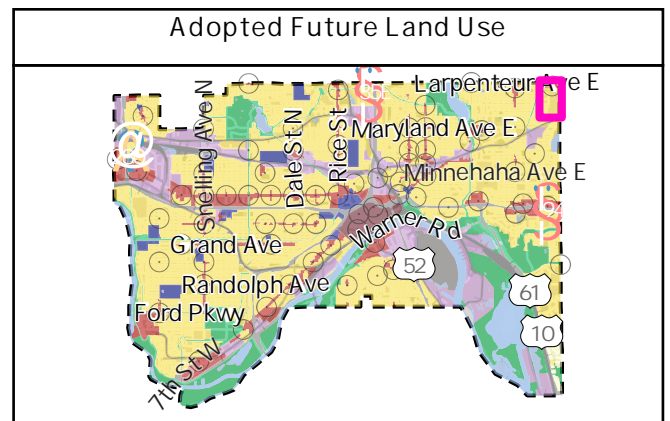 Adopted Future Land Use
Larpenteur Ave E
Snelling Ave N
Dale St N
Rice St
Maryland Ave E
Minnehaha Ave E
Warner Rd
Grand Ave
52
Randolph Ave
61
Ford Pkwy
10
7th St W